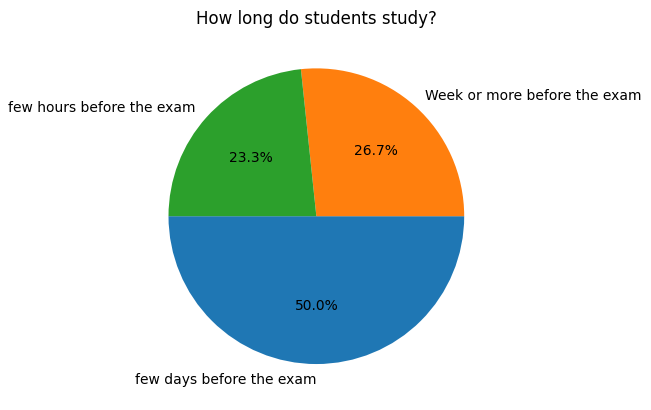 How long do students study?
Week or more before the exam
few hours before the exam
26.7%
23.3%
50.0%
few days before the exam